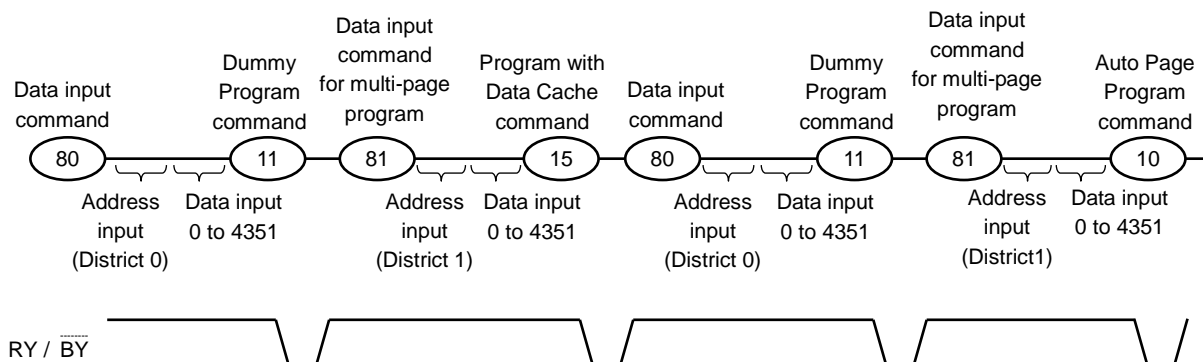 Data input
command
80
Address
input
(District 0)
Data input
0 to 4351
Dummy
Program
command
11
Data input
command
for multi-page
program
81
Address
input
(District 1)
Data input
0 to 4351
Program with
Data Cache
command
15
Data input
command
80
Address
input
(District 0)
Data input
0 to 4351
Dummy
Program
command
11
Data input
command
for multi-page
program
81
Address
input
(District1)
Data input
0 to 4351
Auto Page
Program
command
10
RY / BY